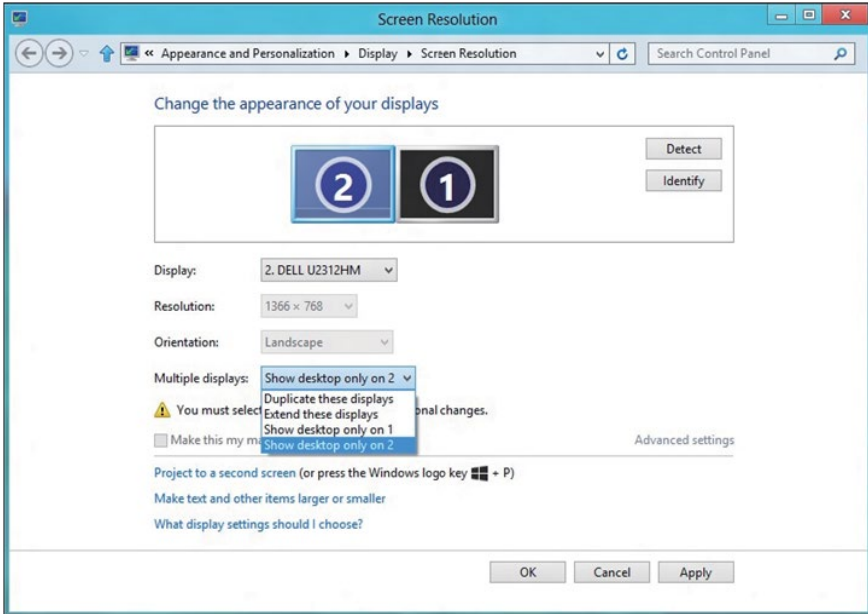 Screen Resolution
« Appearance and Personalization Display Screen Resolution Search Control Panel
Change the appearance of your displays
2 1
Detect
Identify
Display: 2. DELL U2312HM
Resolution: 1366 × 768
Orientation: Landscape
Multiple displays: Show desktop only on 2
Duplicate these displays
You must onal changes.
Extend these displays
Show desktop only on 1
Make this my
Show desktop only on 2
Advanced settings
Project to a second screen (or press the Windows logo key + P)
Make text and other items larger or smaller
What display settings should I choose?
OK Cancel Apply